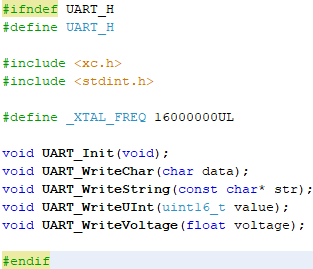 #ifndef UART_H
#define UART_H
#include <xc.h>
#include <stdint.h>
#define _XTAL_FREQ 16000000UL
void UART_Init(void);
void UART_WriteChar(char data);
void UART_WriteString(const char* str);
void UART_WriteUInt(uint16_t value);
void UART_WriteVoltage(float voltage);
#endif